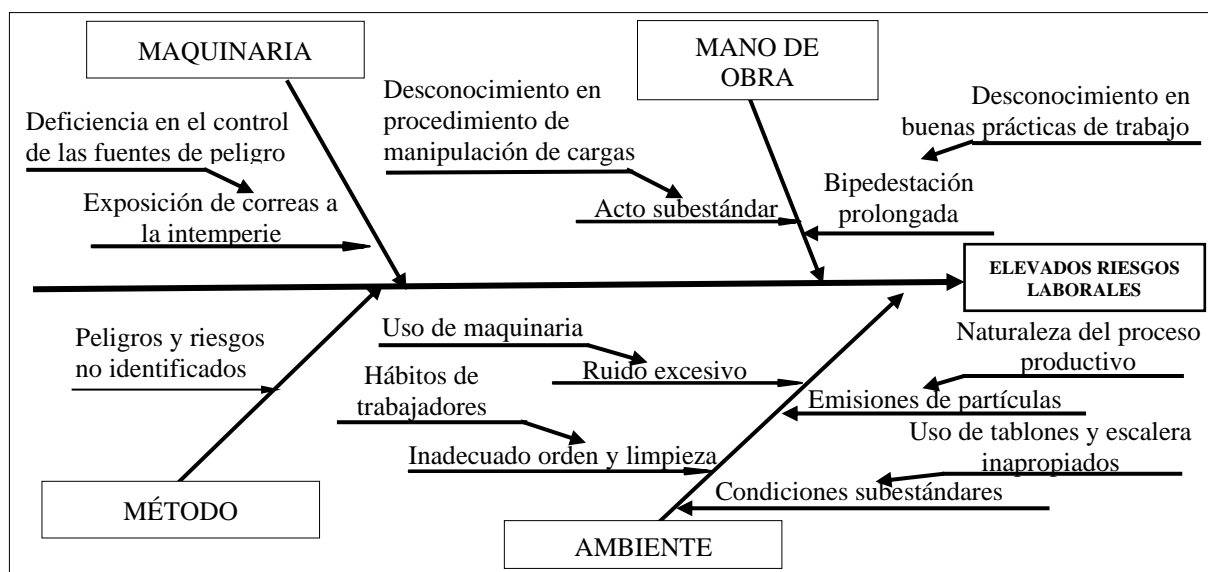 MAQUINARIA
MANO DE
OBRA
Deficiencia en el control
de las fuentes de peligro
Exposición de correas a
la intemperie
Desconocimiento en
procedimiento de
manipulación de cargas
Acto subestándar
Desconocimiento en
buenas prácticas de trabajo
Bipedestación
prolongada
ELEVADOS RIESGOS
LABORALES
Peligros y riesgos
no identificados
MÉTODO
Uso de maquinaria
Ruido excesivo
Hábitos de
trabajadores
Inadecuado orden y limpieza
Naturaleza del proceso
productivo
Emisiones de partículas
Uso de tablones y escalera
inapropiados
Condiciones subestándares
AMBIENTE